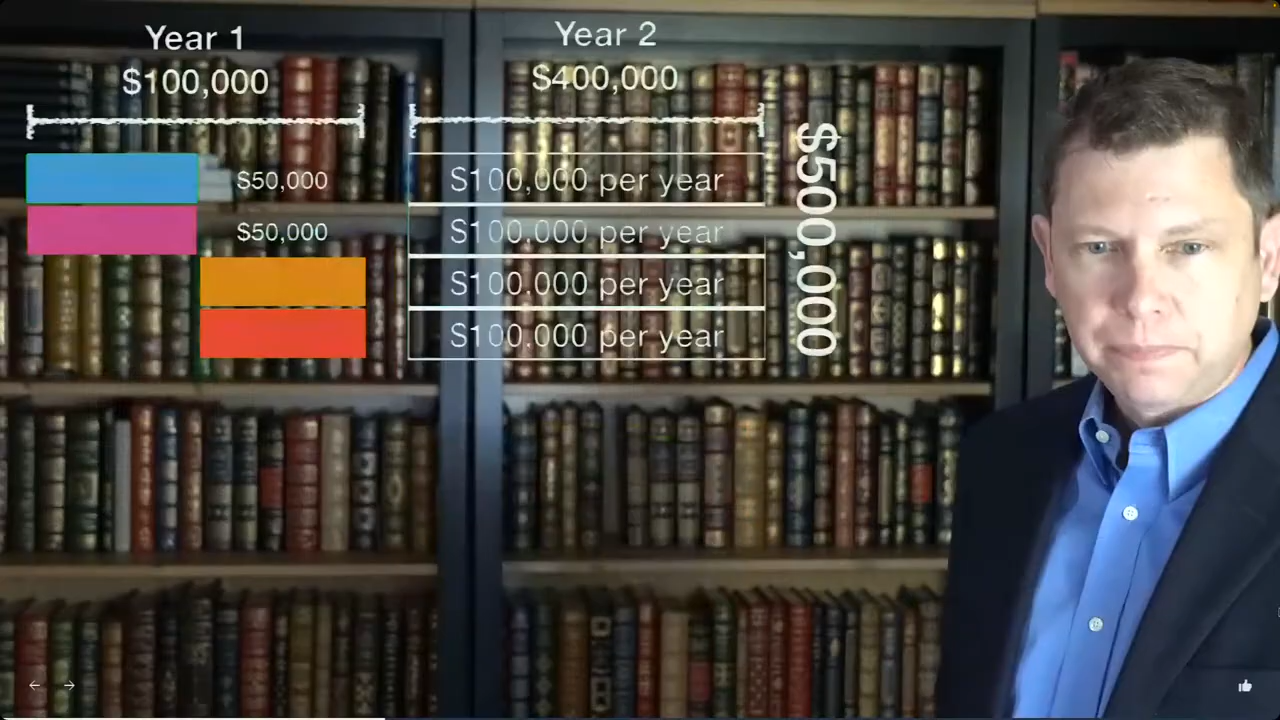 Year 1
$100,000
Year 2
$400,000
$50,000
$50,000
$100,000 per year
$100,000 per year
$100,000 per year
$100,000 per year
$500,000